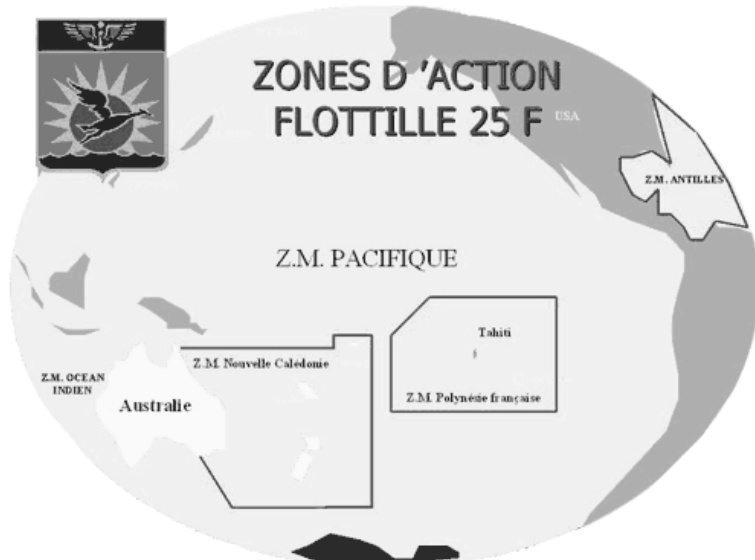 ZONES D 'ACTION
FLOTTILLE 25 F
USA
Z.M. ANTILLES
Z.M. PACIFIQUE
Tahiti
Z.M. Nouvelle Calédonie
Z.M. OCEAN
INDIEN
Z.M. Polynésie française
Australie